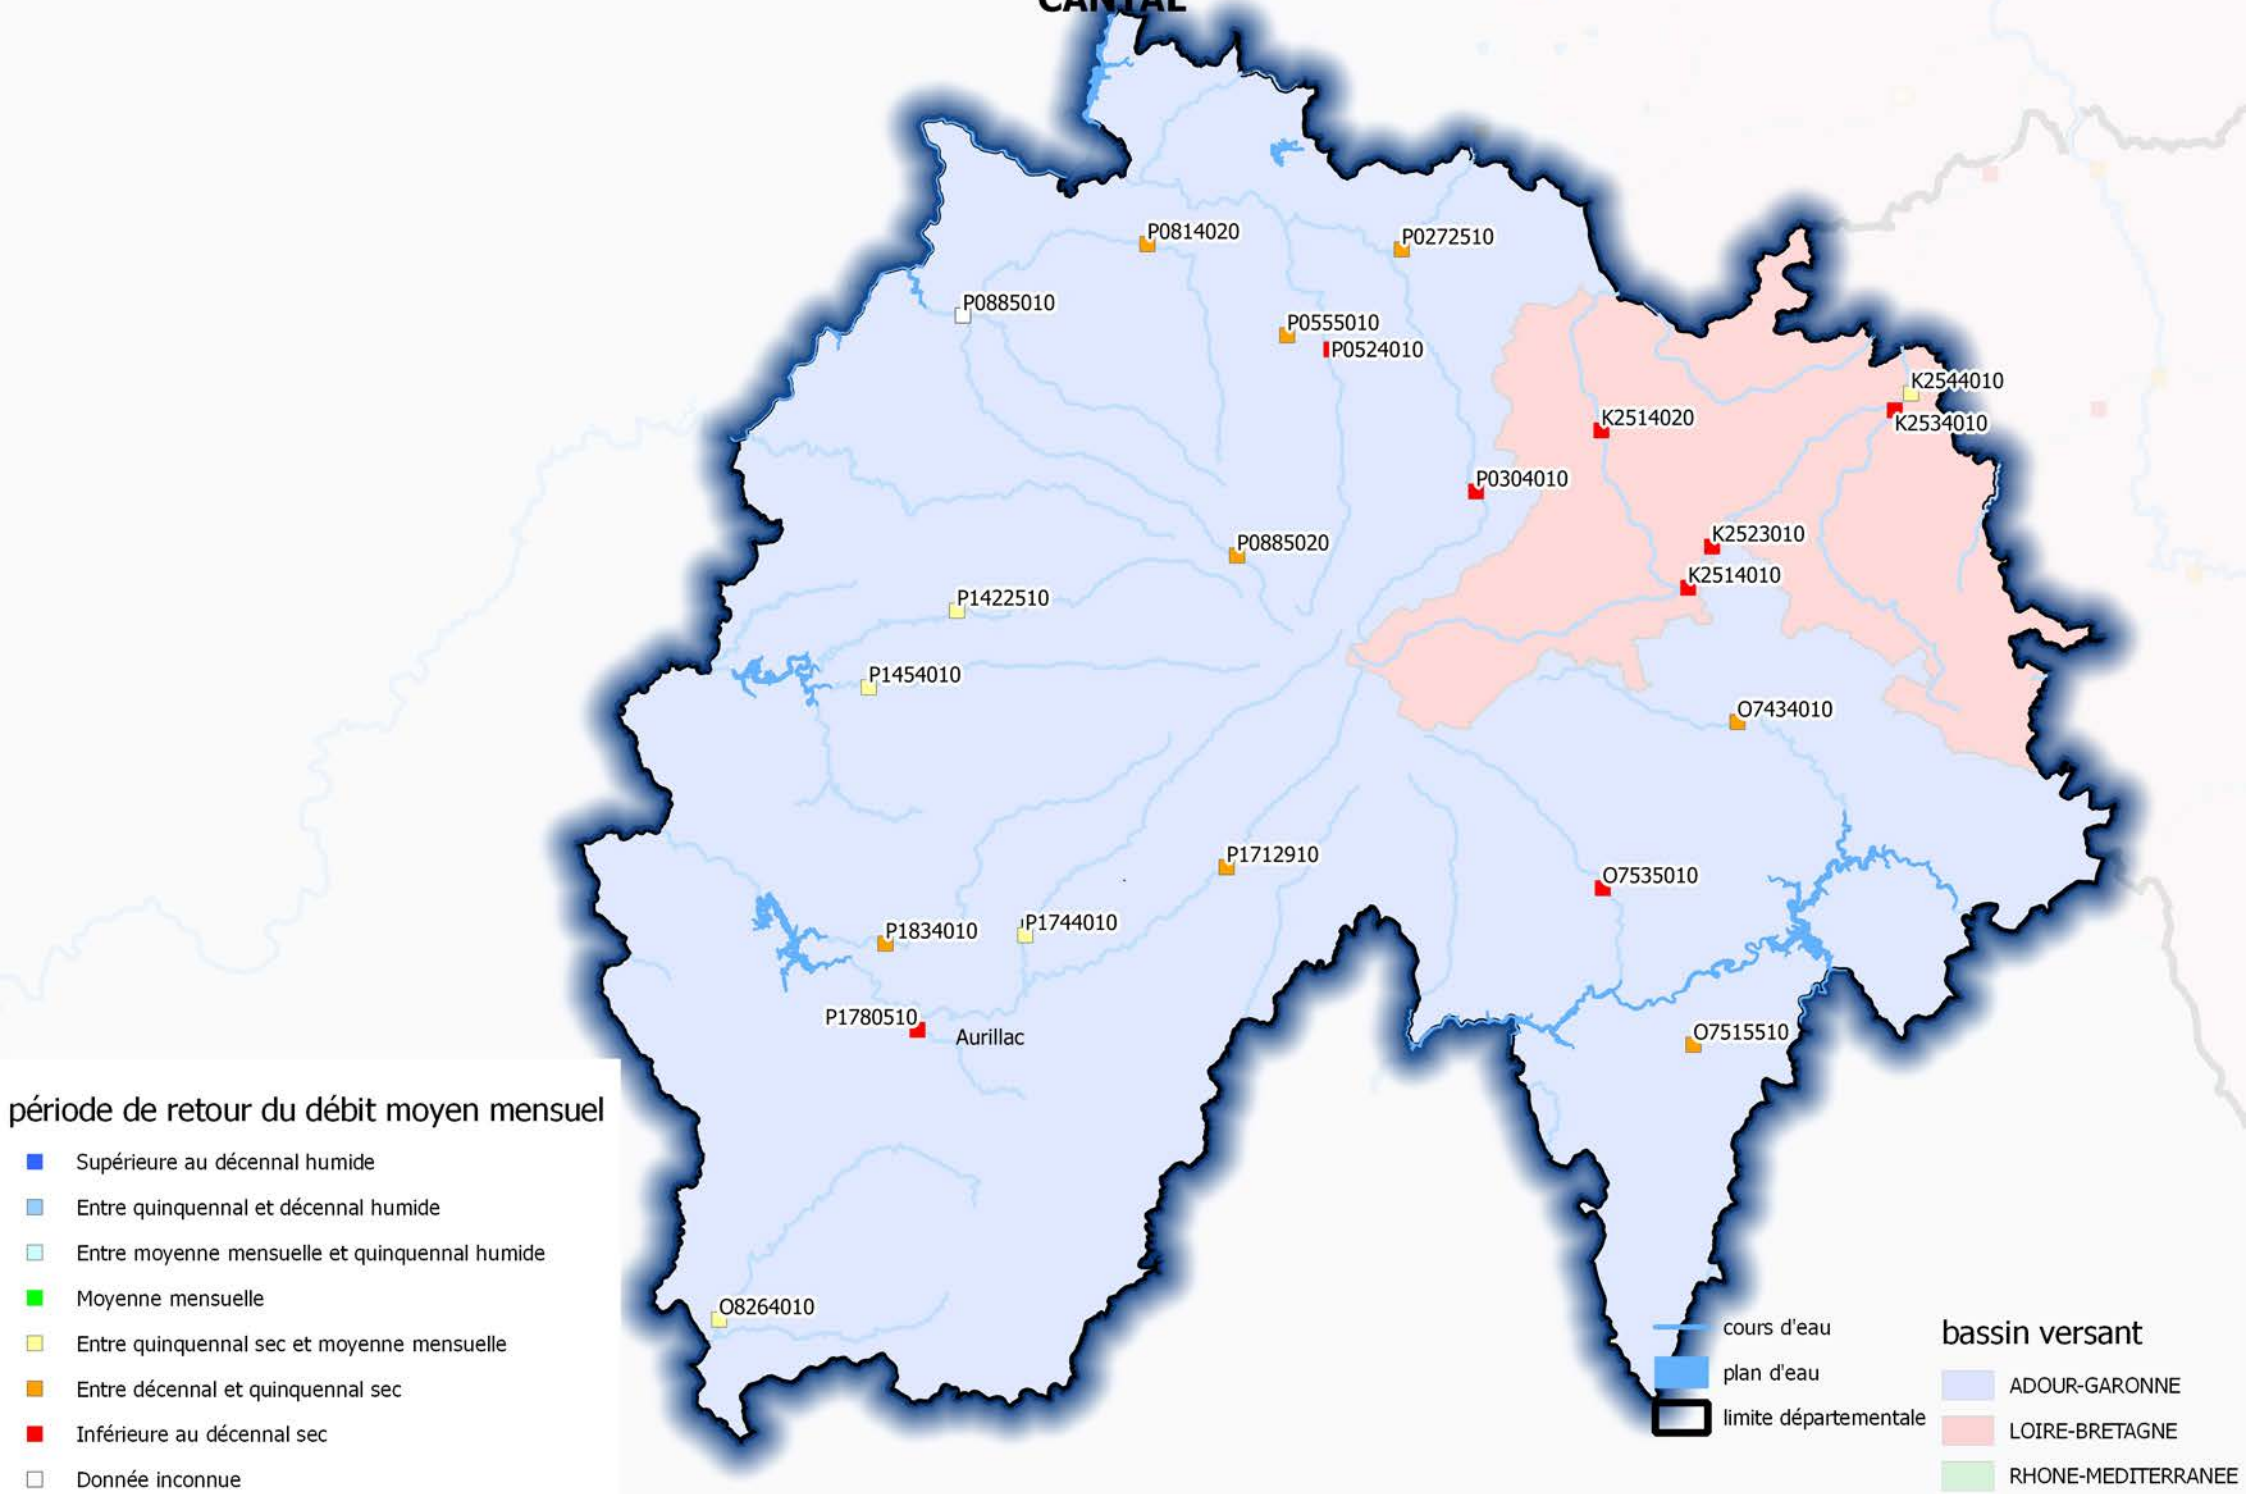 CANTAL
P0814020
P0272510
P0885010
P0555010
P0524010
K2544010
K2514020
K2534010
P0304010
K2523010
P0885020
K2514010
P1422510
P1454010
O7434010
P1712910
O7535010
P1744010
P1834010
P1780510
Aurillac
O7515510
O8264010
période de retour du débit moyen mensuel
Supérieure au décennal humide
Entre quinquennal et décennal humide
Entre moyenne mensuelle et quinquennal humide
Moyenne mensuelle
Entre quinquennal sec et moyenne mensuelle
Entre décennal et quinquennal sec
Inférieure au décennal sec
Donnée inconnue
cours d'eau
plan d'eau
limite départementale
bassin versant
ADOUR-GARONNE
LOIRE-BRETAGNE
RHONE-MEDITERRANEE